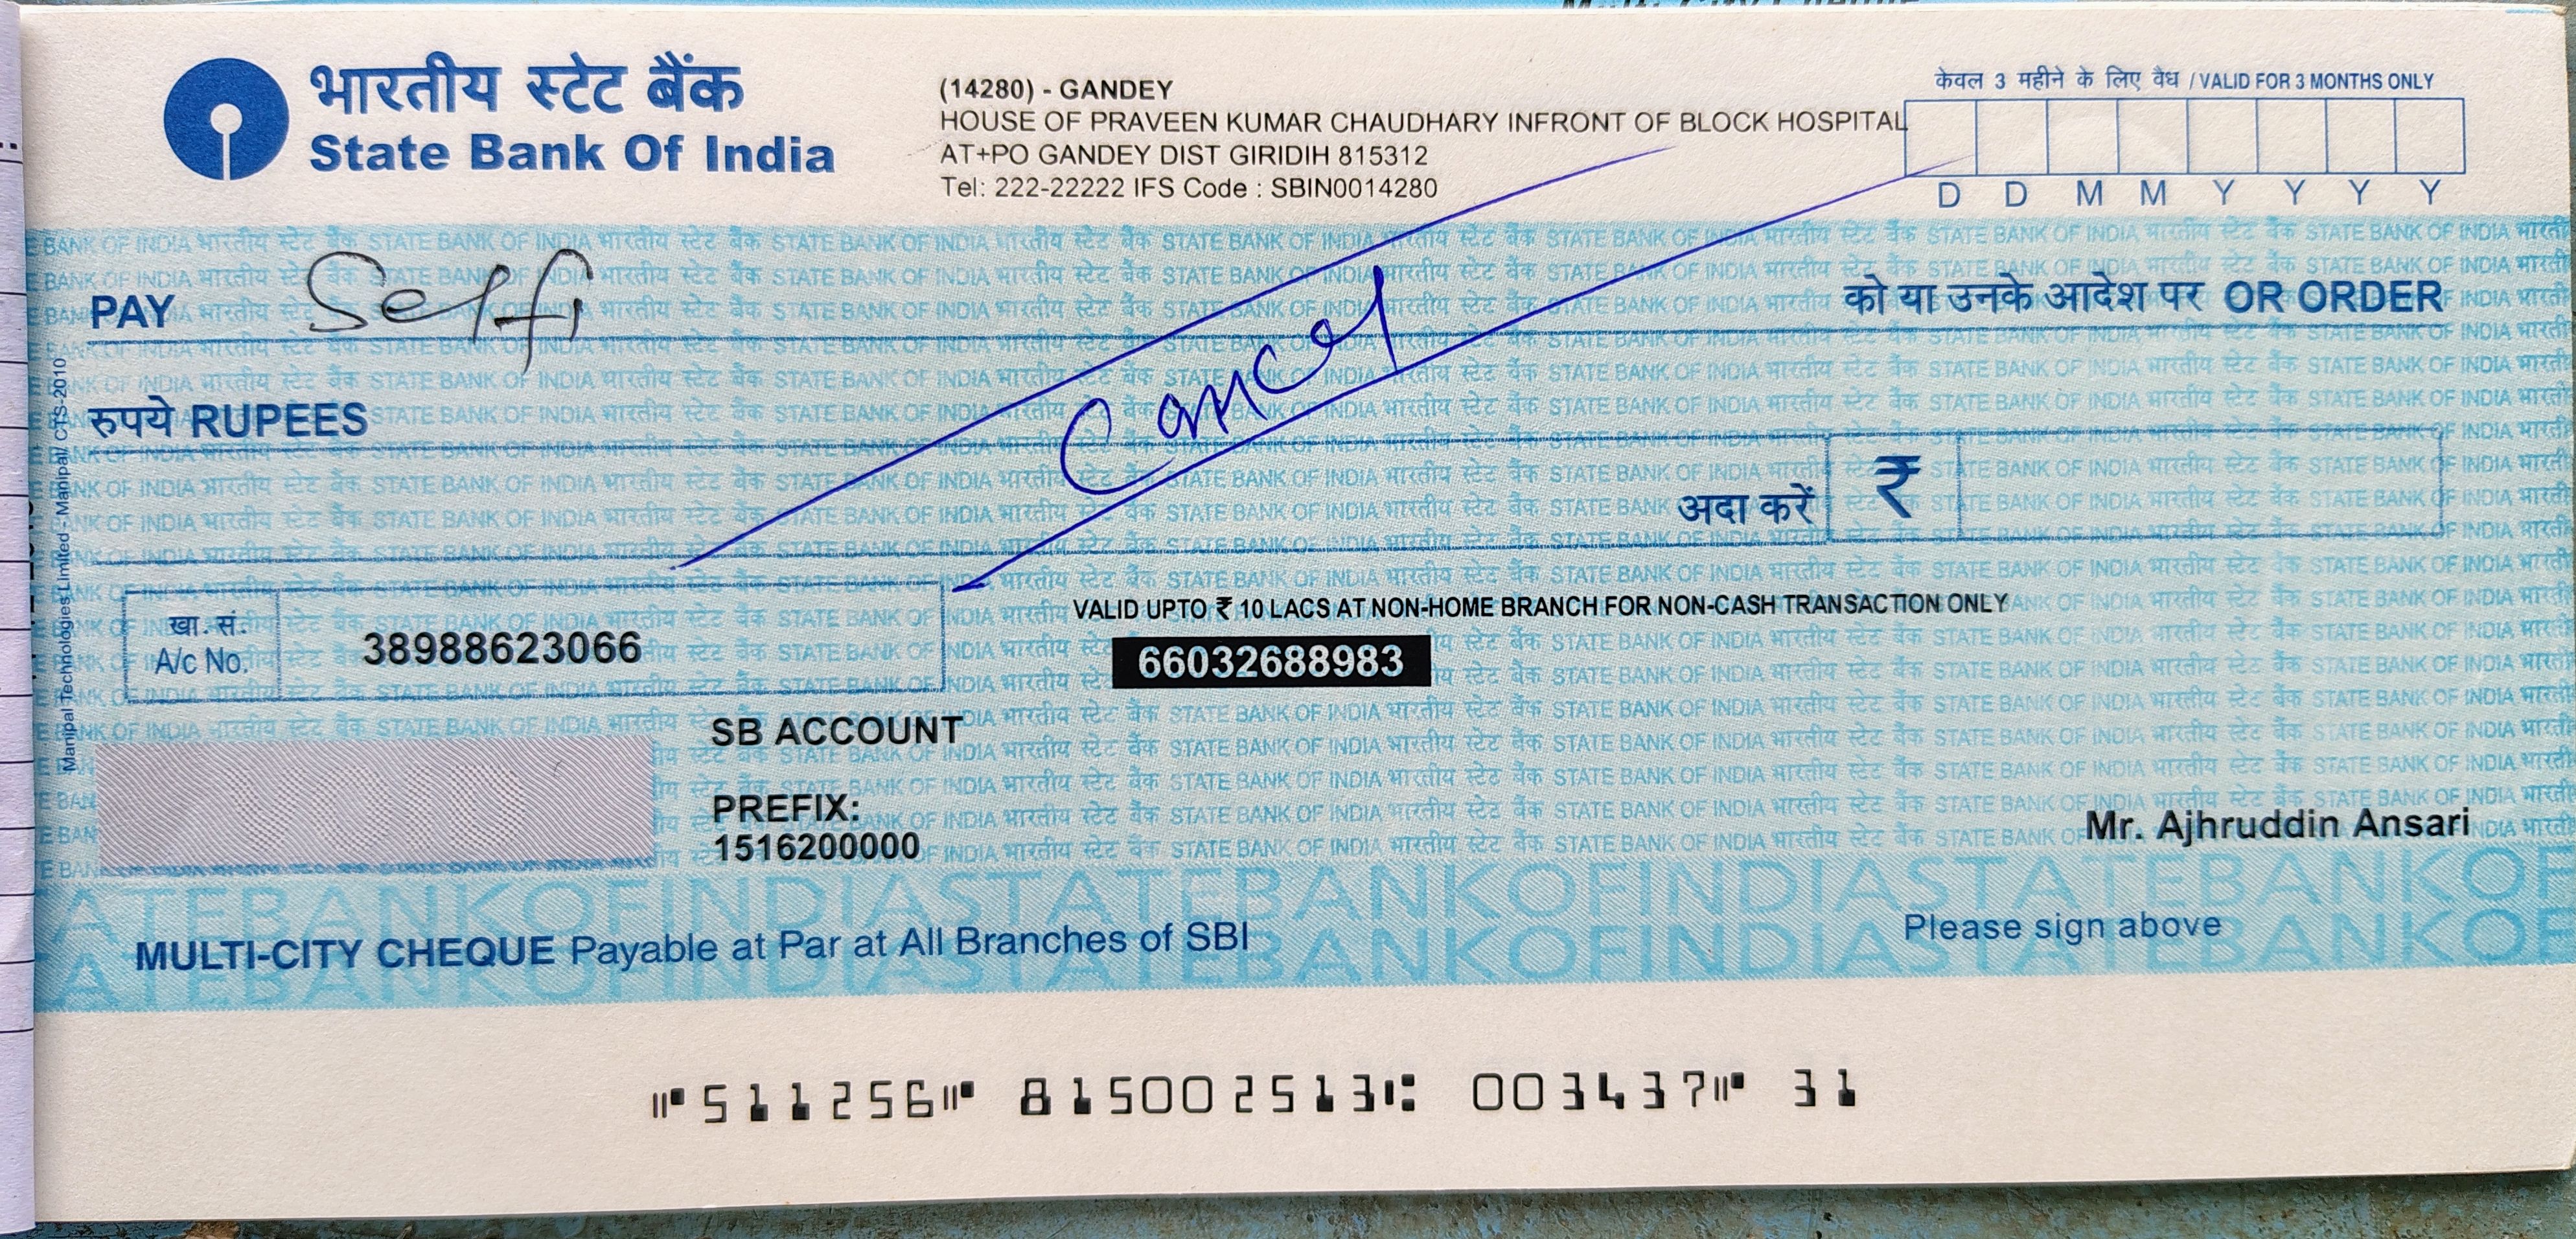 भारतीय स्टेट बैंक
State Bank Of India
(14280) - GANDEY
HOUSE OF PRAVEEN KUMAR CHAUDHARY INFRONT OF BLOCK HOSPITAL
AT+PO GANDEY DIST GIRIDIH 815312
Tel: 222-22222 IFS Code : SBIN0014280
केवल 3 महीने के लिए वैध / VALID FOR 3 MONTHS ONLY
D D M M Y Y Y Y
PAY Self
को या उनके आदेश पर OR ORDER
Cancel
रुपये RUPEES
अदा करें ₹
खा. सं.
A/c No. 38988623066
VALID UPTO ₹ 10 LACS AT NON-HOME BRANCH FOR NON-CASH TRANSACTION ONLY
66032688983
SB ACCOUNT
PREFIX:
1516200000
Mr. Ajhruddin Ansari
Please sign above
MULTI-CITY CHEQUE Payable at Par at All Branches of SBI
Manipal Technologies Limited - Manipal/ CTS-2010
⑈511256⑈ 815002513⑆ 003437⑈ 31